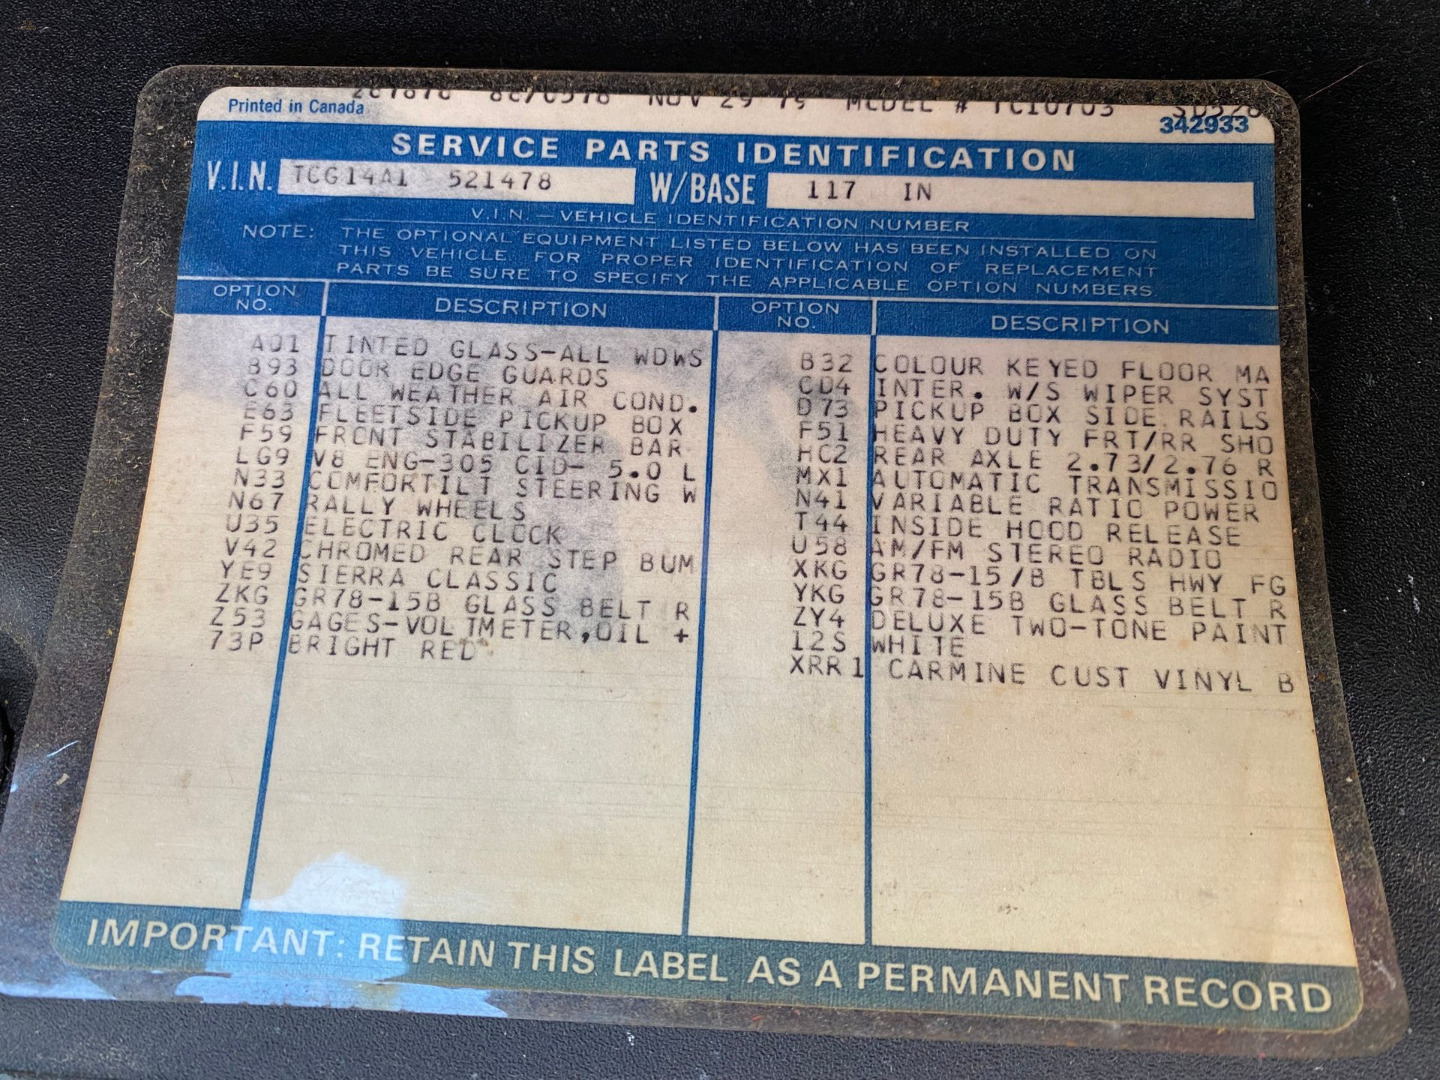 Printed in Canada
NOV 29 79 MODEL # TC10703
342933
SERVICE PARTS IDENTIFICATION
V.I.N. TCG14A1 521478 W/BASE 117 IN
V.I.N. — VEHICLE IDENTIFICATION NUMBER
NOTE: THE OPTIONAL EQUIPMENT LISTED BELOW HAS BEEN INSTALLED ON
THIS VEHICLE FOR PROPER IDENTIFICATION OF REPLACEMENT
PARTS BE SURE TO SPECIFY THE APPLICABLE OPTION NUMBERS.
OPTION NO. DESCRIPTION OPTION NO. DESCRIPTION
A01 TINTED GLASS-ALL WDWS B32 COLOUR KEYED FLOOR MA
B93 DOOR EDGE GUARDS CD4 INTER. W/S WIPER SYST
C60 ALL WEATHER AIR COND. D73 PICKUP BOX SIDE RAILS
E63 FLEETSIDE PICKUP BOX F51 HEAVY DUTY FRT/RR SHO
F59 FRONT STABILIZER BAR HC2 REAR AXLE 2.73/2.76 R
LG9 V8 ENG-305 CID- 5.0 L MX1 AUTOMATIC TRANSMISSIO
N33 COMFORTILT STEERING W N41 VARIABLE RATIO POWER
N67 RALLY WHEELS T44 INSIDE HOOD RELEASE
U35 ELECTRIC CLOCK U58 AM/FM STEREO RADIO
V42 CHROMED REAR STEP BUM XKG GR78-15/B TBLS HWY FG
YE9 SIERRA CLASSIC YKG GR78-15B GLASS BELT R
ZKG GR78-15B GLASS BELT R ZY4 DELUXE TWO-TONE PAINT
Z53 GAGES-VOLTMETER,OIL + 12S WHITE
73P BRIGHT RED XRR1 CARMINE CUST VINYL B
IMPORTANT: RETAIN THIS LABEL AS A PERMANENT RECORD